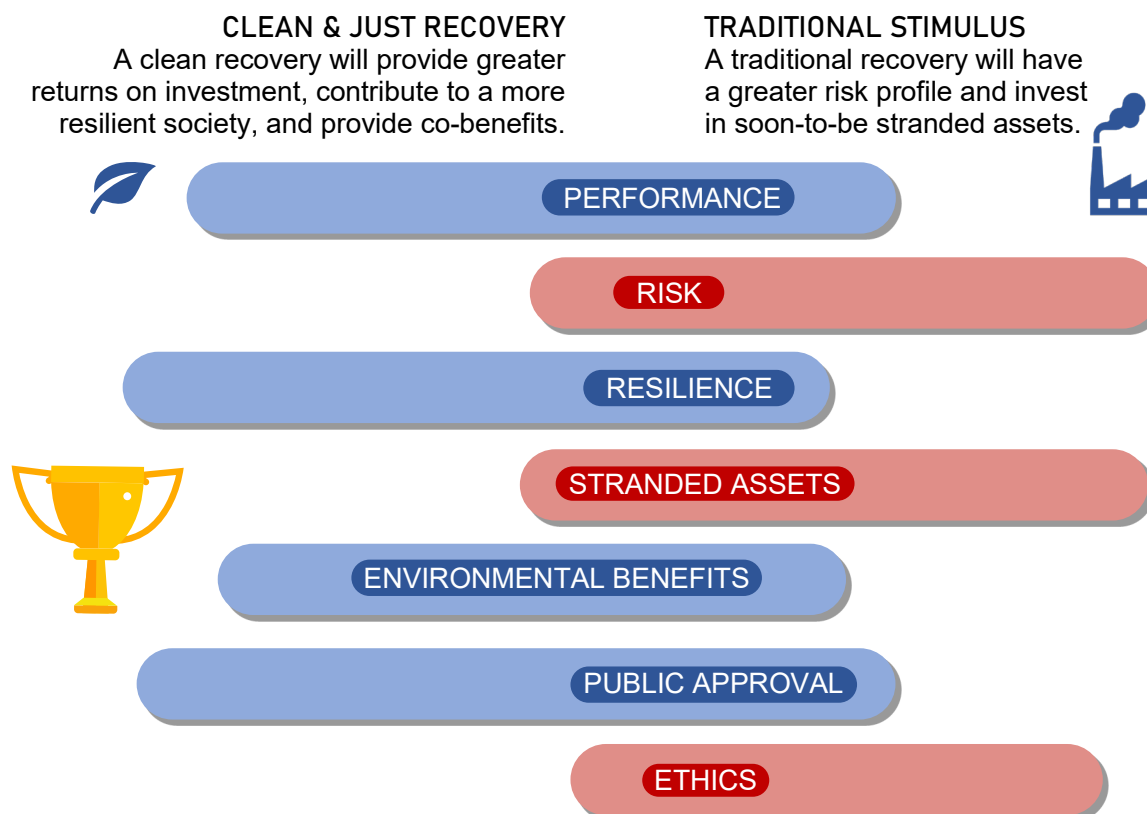 CLEAN & JUST RECOVERY
A clean recovery will provide greater
returns on investment, contribute to a more
resilient society, and provide co-benefits.
TRADITIONAL STIMULUS
A traditional recovery will have
a greater risk profile and invest
in soon-to-be stranded assets.
PERFORMANCE
RISK
RESILIENCE
STRANDED ASSETS
ENVIRONMENTAL BENEFITS
PUBLIC APPROVAL
ETHICS